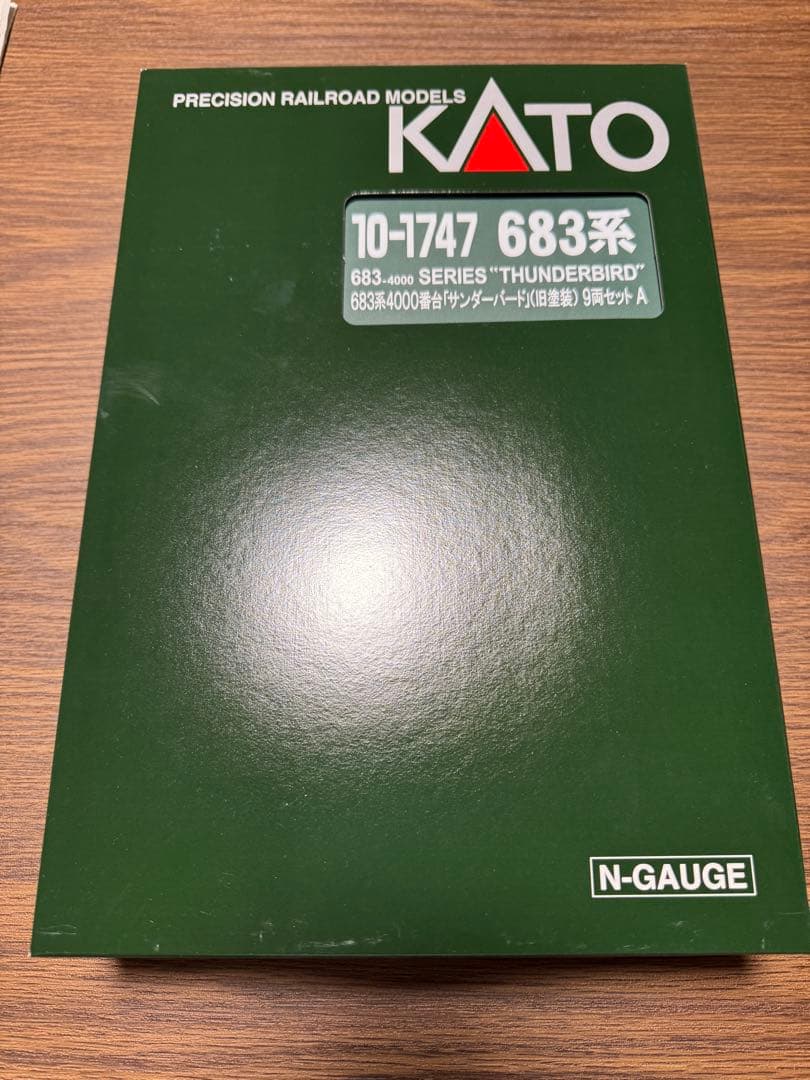 PRECISION RAILROAD MODELS
KATO
10-1747 683系
683-4000 SERIES "THUNDERBIRD"
683系4000番台「サンダーバード」(旧塗装) 9両セット A
N-GAUGE